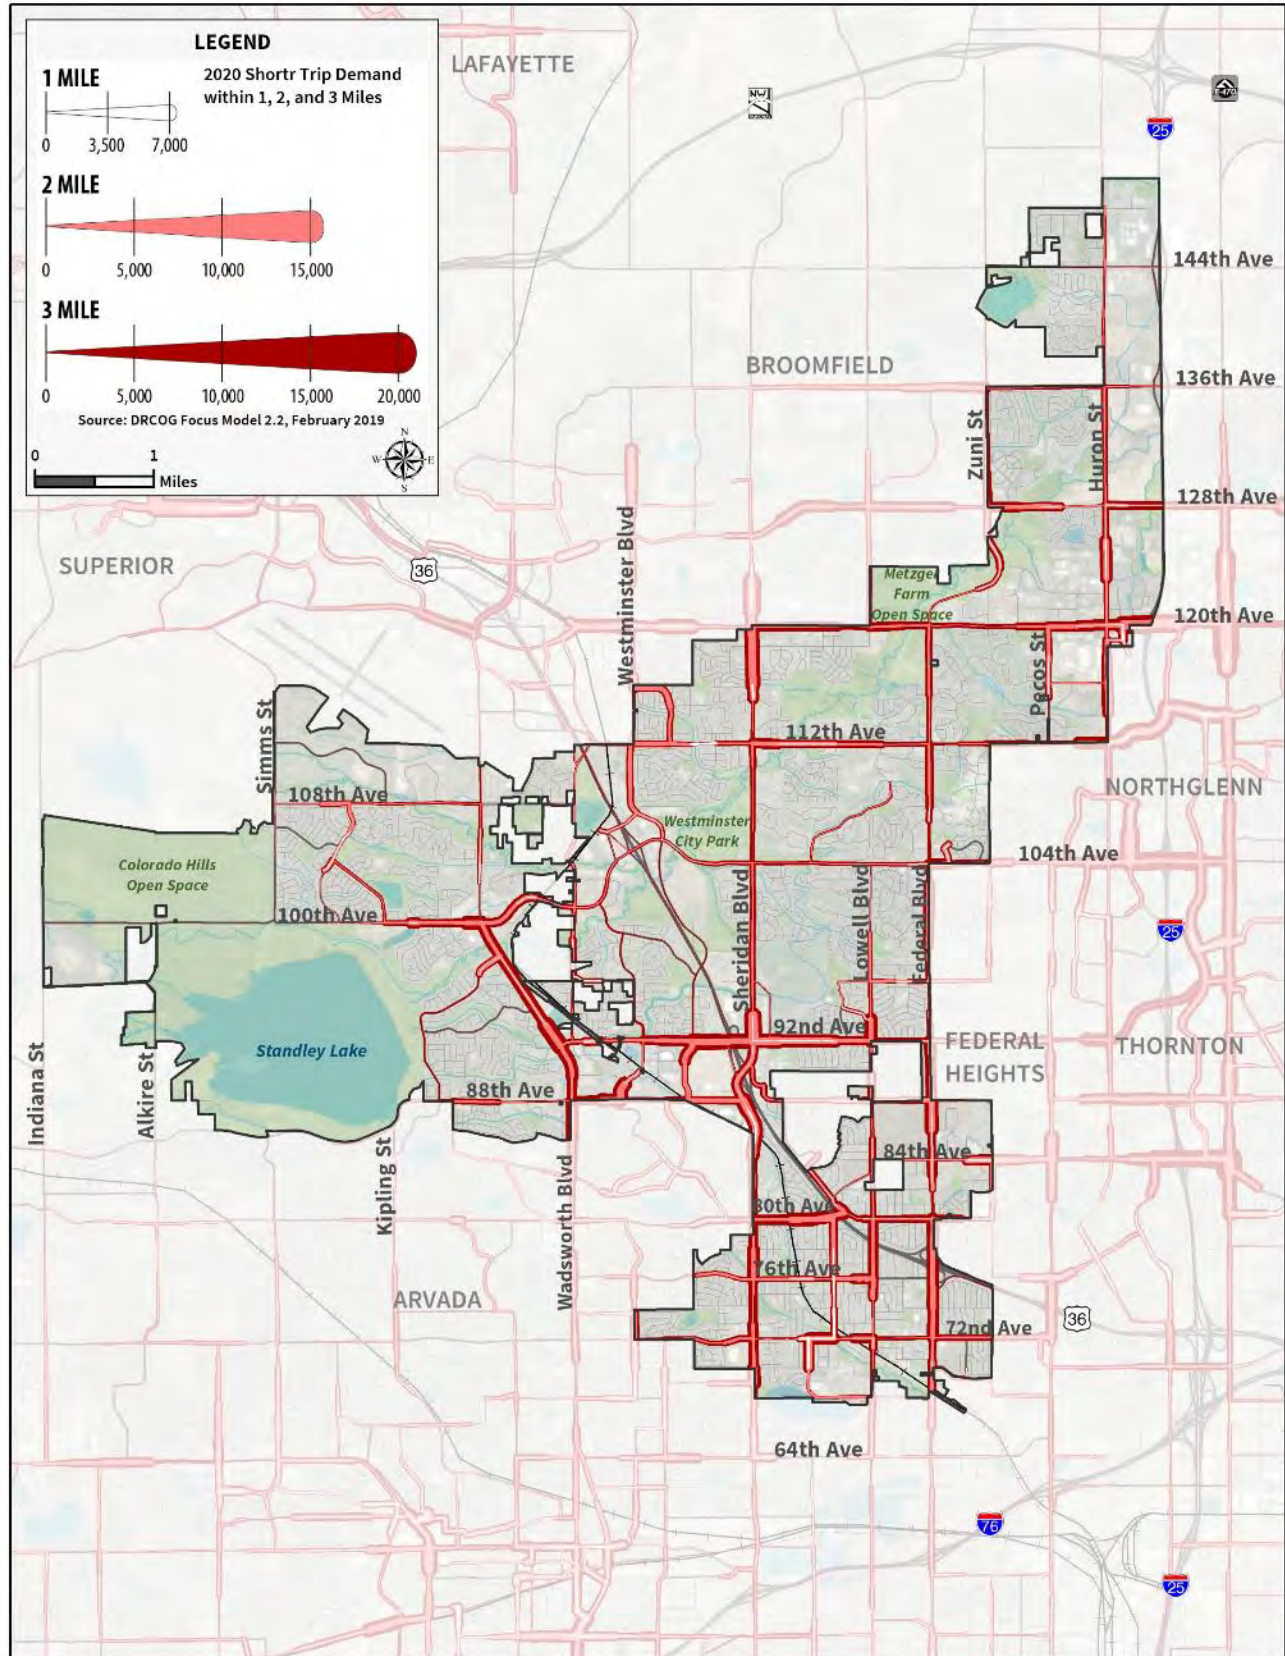 LEGEND
1 MILE
2020 Shortr Trip Demand
within 1, 2, and 3 Miles
0 3,500 7,000
2 MILE
0 5,000 10,000 15,000
3 MILE
0 5,000 10,000 15,000 20,000
Source: DRCOG Focus Model 2.2, February 2019
N
W E
S
0 1
Miles
LAFAYETTE
NW
25
144th Ave
BROOMFIELD
136th Ave
Zuni St
Huron St
128th Ave
SUPERIOR
36
Westminster Blvd
Metzger
Farm
Open Space
120th Ave
Pecos St
Simms St
112th Ave
108th Ave
NORTHGLENN
Westminster
City Park
Colorado Hills
Open Space
104th Ave
100th Ave
Sheridan Blvd
Lowell Blvd
Federal Blvd
25
92nd Ave
Standley Lake
FEDERAL
HEIGHTS
THORNTON
Indiana St
Alkire St
88th Ave
Kipling St
Wadsworth Blvd
84th Ave
80th Ave
76th Ave
ARVADA
36
72nd Ave
64th Ave
76
25